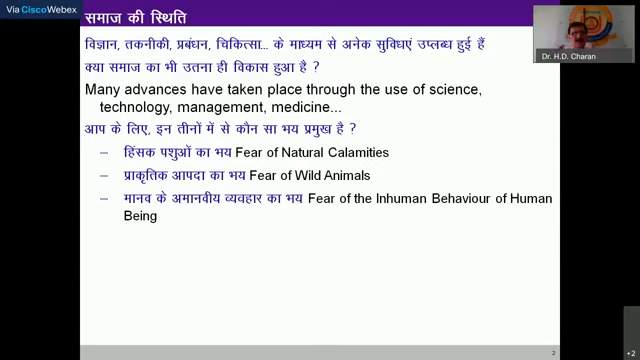 Via Cisco Webex
समाज की स्थिति
विज्ञान, तकनीकी, प्रबंधन, चिकित्सा... के माध्यम से अनेक सुविधएं उप्लब्ध हुई हैं
क्या समाज का भी उतना ही विकास हुआ है ?
Many advances have taken place through the use of science,
technology, management, medicine...
आप के लिए, इन तीनों में से कौन सा भय प्रमुख है ?
– हिंसक पशुओं का भय Fear of Natural Calamities
– प्राकृतिक आपदा का भय Fear of Wild Animals
– मानव के अमानवीय व्यवहार का भय Fear of the Inhuman Behaviour of Human
Being
2
Dr. H.D. Charan
+2